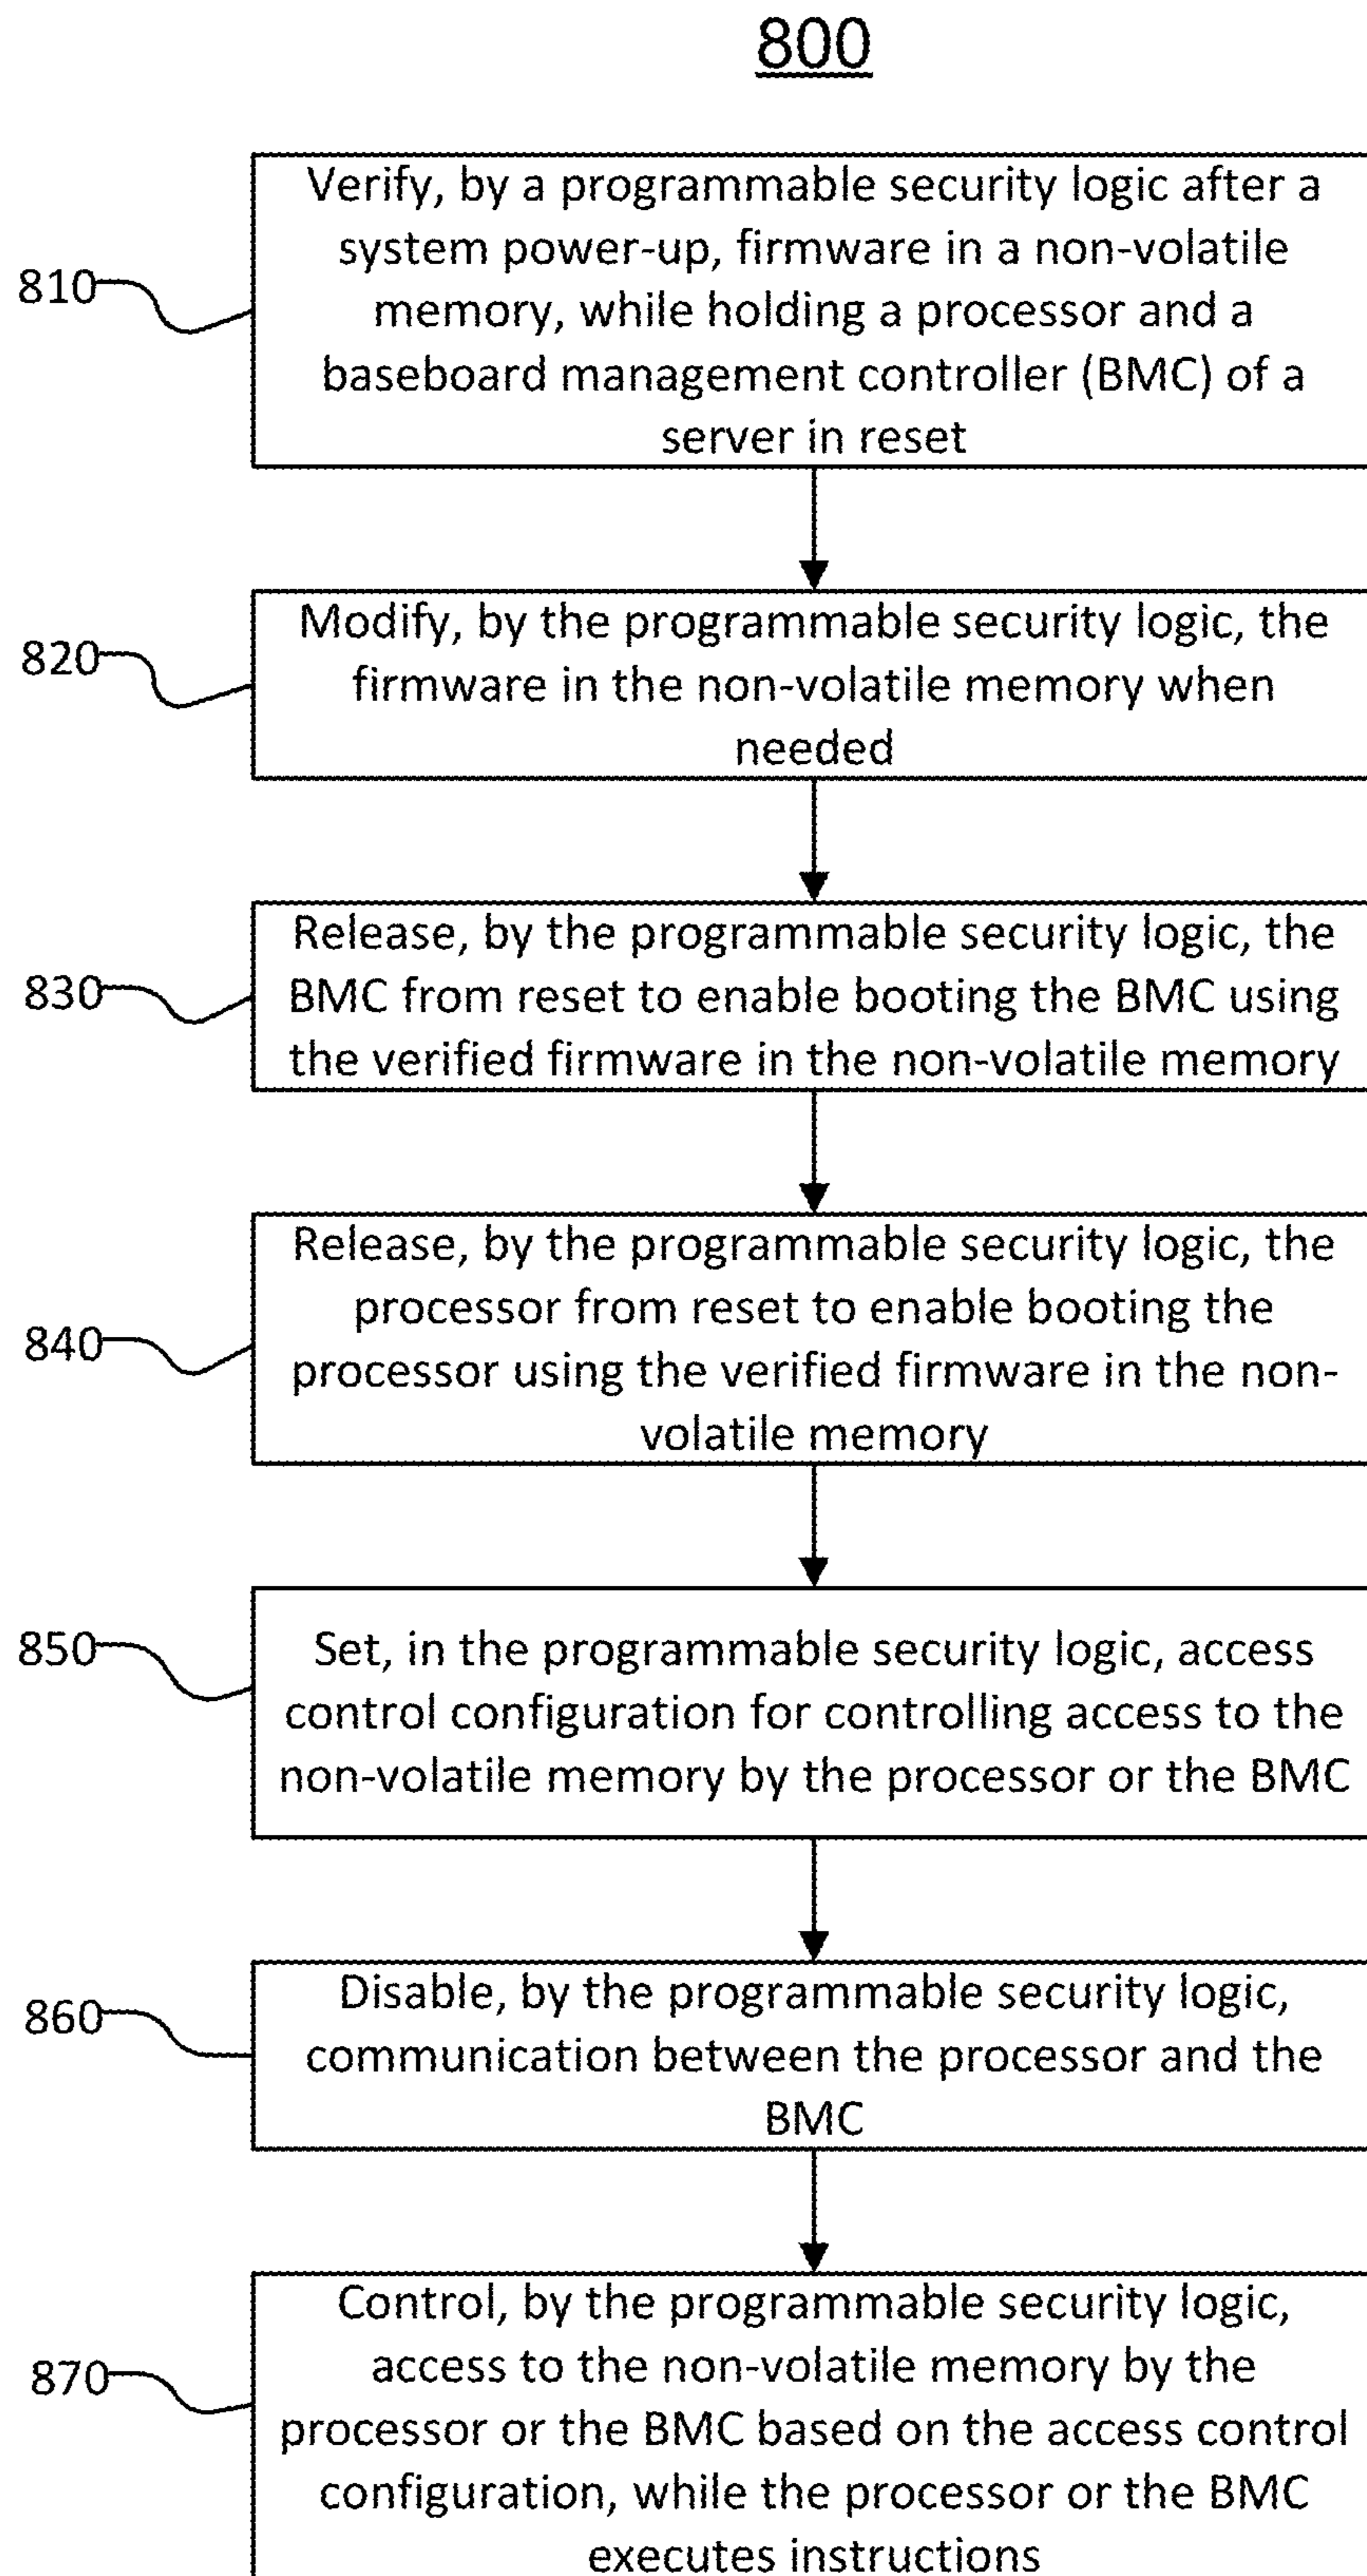 800
810
Verify, by a programmable security logic after a
system power-up, firmware in a non-volatile
memory, while holding a processor and a
baseboard management controller (BMC) of a
server in reset
820
Modify, by the programmable security logic, the
firmware in the non-volatile memory when
needed
830
Release, by the programmable security logic, the
BMC from reset to enable booting the BMC using
the verified firmware in the non-volatile memory
840
Release, by the programmable security logic, the
processor from reset to enable booting the
processor using the verified firmware in the non-
volatile memory
850
Set, in the programmable security logic, access
control configuration for controlling access to the
non-volatile memory by the processor or the BMC
860
Disable, by the programmable security logic,
communication between the processor and the
BMC
870
Control, by the programmable security logic,
access to the non-volatile memory by the
processor or the BMC based on the access control
configuration, while the processor or the BMC
executes instructions